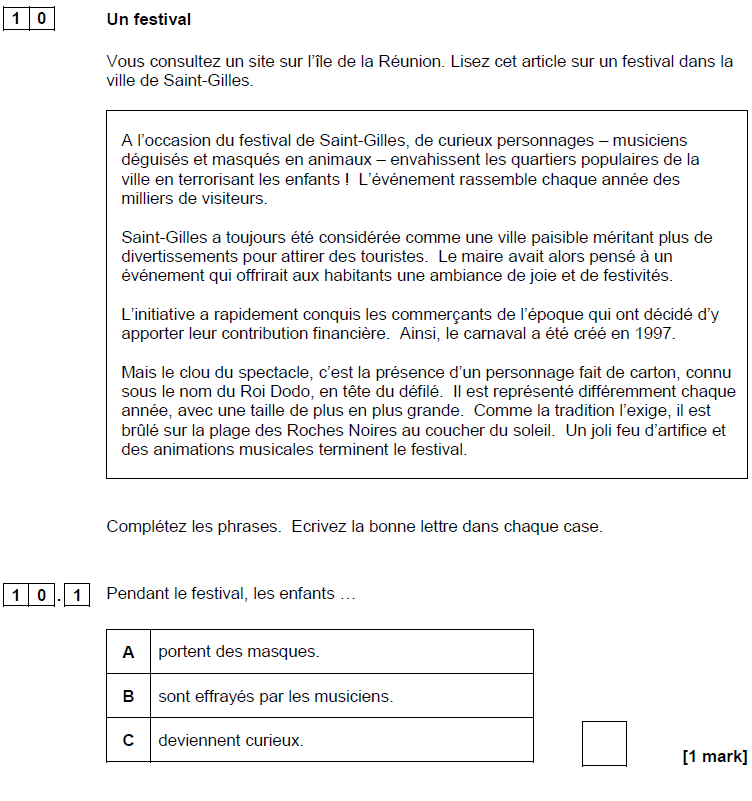 1 0 Un festival
Vous consultez un site sur l'île de la Réunion. Lisez cet article sur un festival dans la
ville de Saint-Gilles.
A l'occasion du festival de Saint-Gilles, de curieux personnages – musiciens
déguisés et masqués en animaux – envahissent les quartiers populaires de la
ville en terrorisant les enfants ! L'événement rassemble chaque année des
milliers de visiteurs.
Saint-Gilles a toujours été considérée comme une ville paisible méritant plus de
divertissements pour attirer des touristes. Le maire avait alors pensé à un
événement qui offrirait aux habitants une ambiance de joie et de festivités.
L'initiative a rapidement conquis les commerçants de l'époque qui ont décidé d'y
apporter leur contribution financière. Ainsi, le carnaval a été créé en 1997.
Mais le clou du spectacle, c'est la présence d'un personnage fait de carton, connu
sous le nom du Roi Dodo, en tête du défilé. Il est représenté différemment chaque
année, avec une taille de plus en plus grande. Comme la tradition l'exige, il est
brûlé sur la plage des Roches Noires au coucher du soleil. Un joli feu d'artifice et
des animations musicales terminent le festival.
Complétez les phrases. Ecrivez la bonne lettre dans chaque case.
1 0 . 1 Pendant le festival, les enfants …
A portent des masques.
B sont effrayés par les musiciens.
C deviennent curieux.
[1 mark]